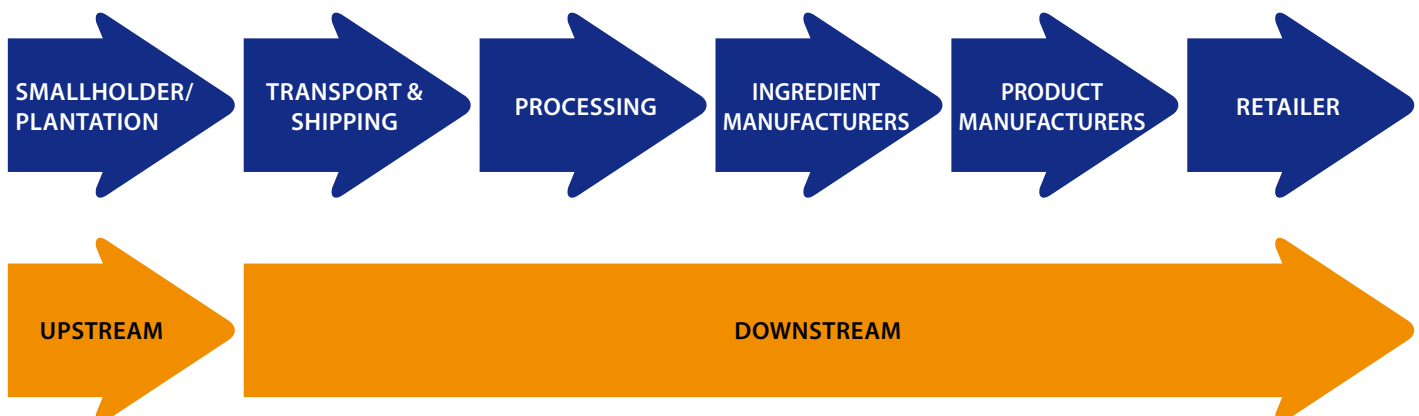 SMALLHOLDER/
PLANTATION
TRANSPORT &
SHIPPING
PROCESSING
INGREDIENT
MANUFACTURERS
PRODUCT
MANUFACTURERS
RETAILER
UPSTREAM
DOWNSTREAM